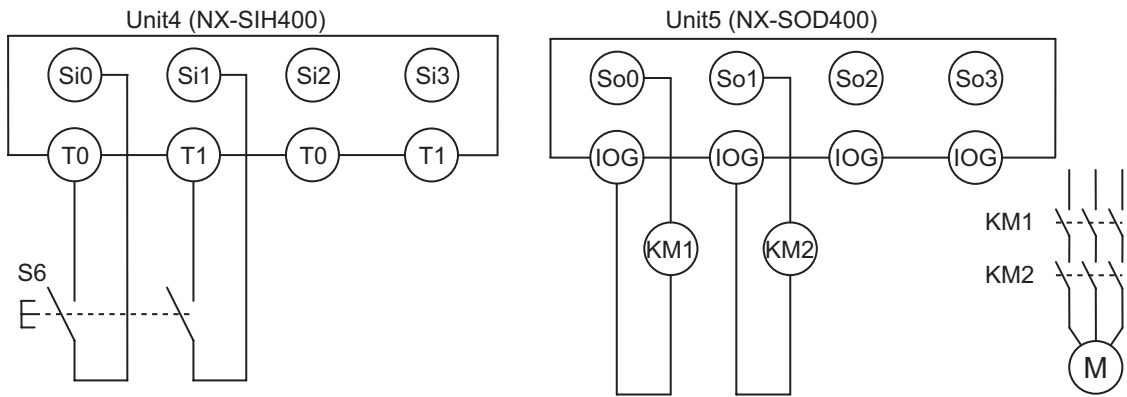 Unit4 (NX-SIH400)
Unit5 (NX-SOD400)
Si0 Si1 Si2 Si3
So0 So1 So2 So3
T0 T1 T0 T1
IOG IOG IOG IOG
KM1
KM1 KM2
S6
KM2
M